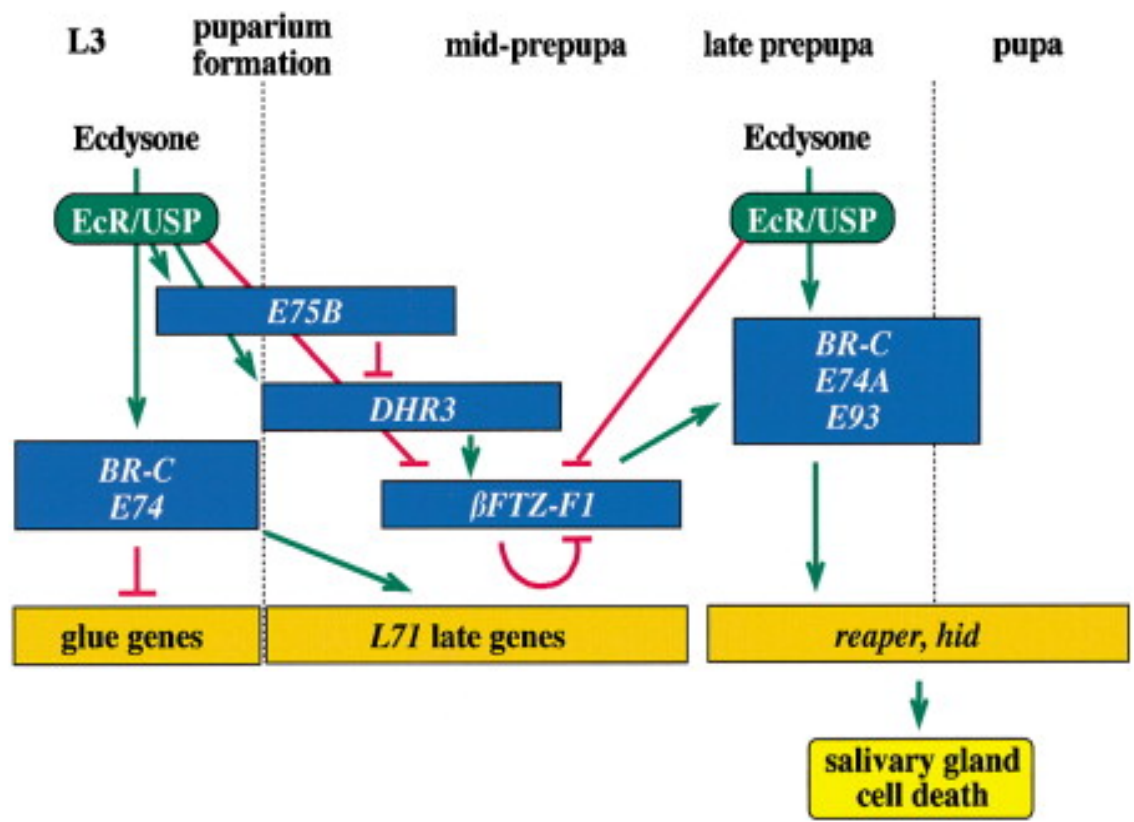 L3
puparium
formation
mid-prepupa
late prepupa
pupa
Ecdysone
Ecdysone
EcR/USP
EcR/USP
E75B
BR-C
E74A
E93
DHR3
BR-C
E74
βFTZ-F1
glue genes
L71 late genes
reaper, hid
salivary gland
cell death